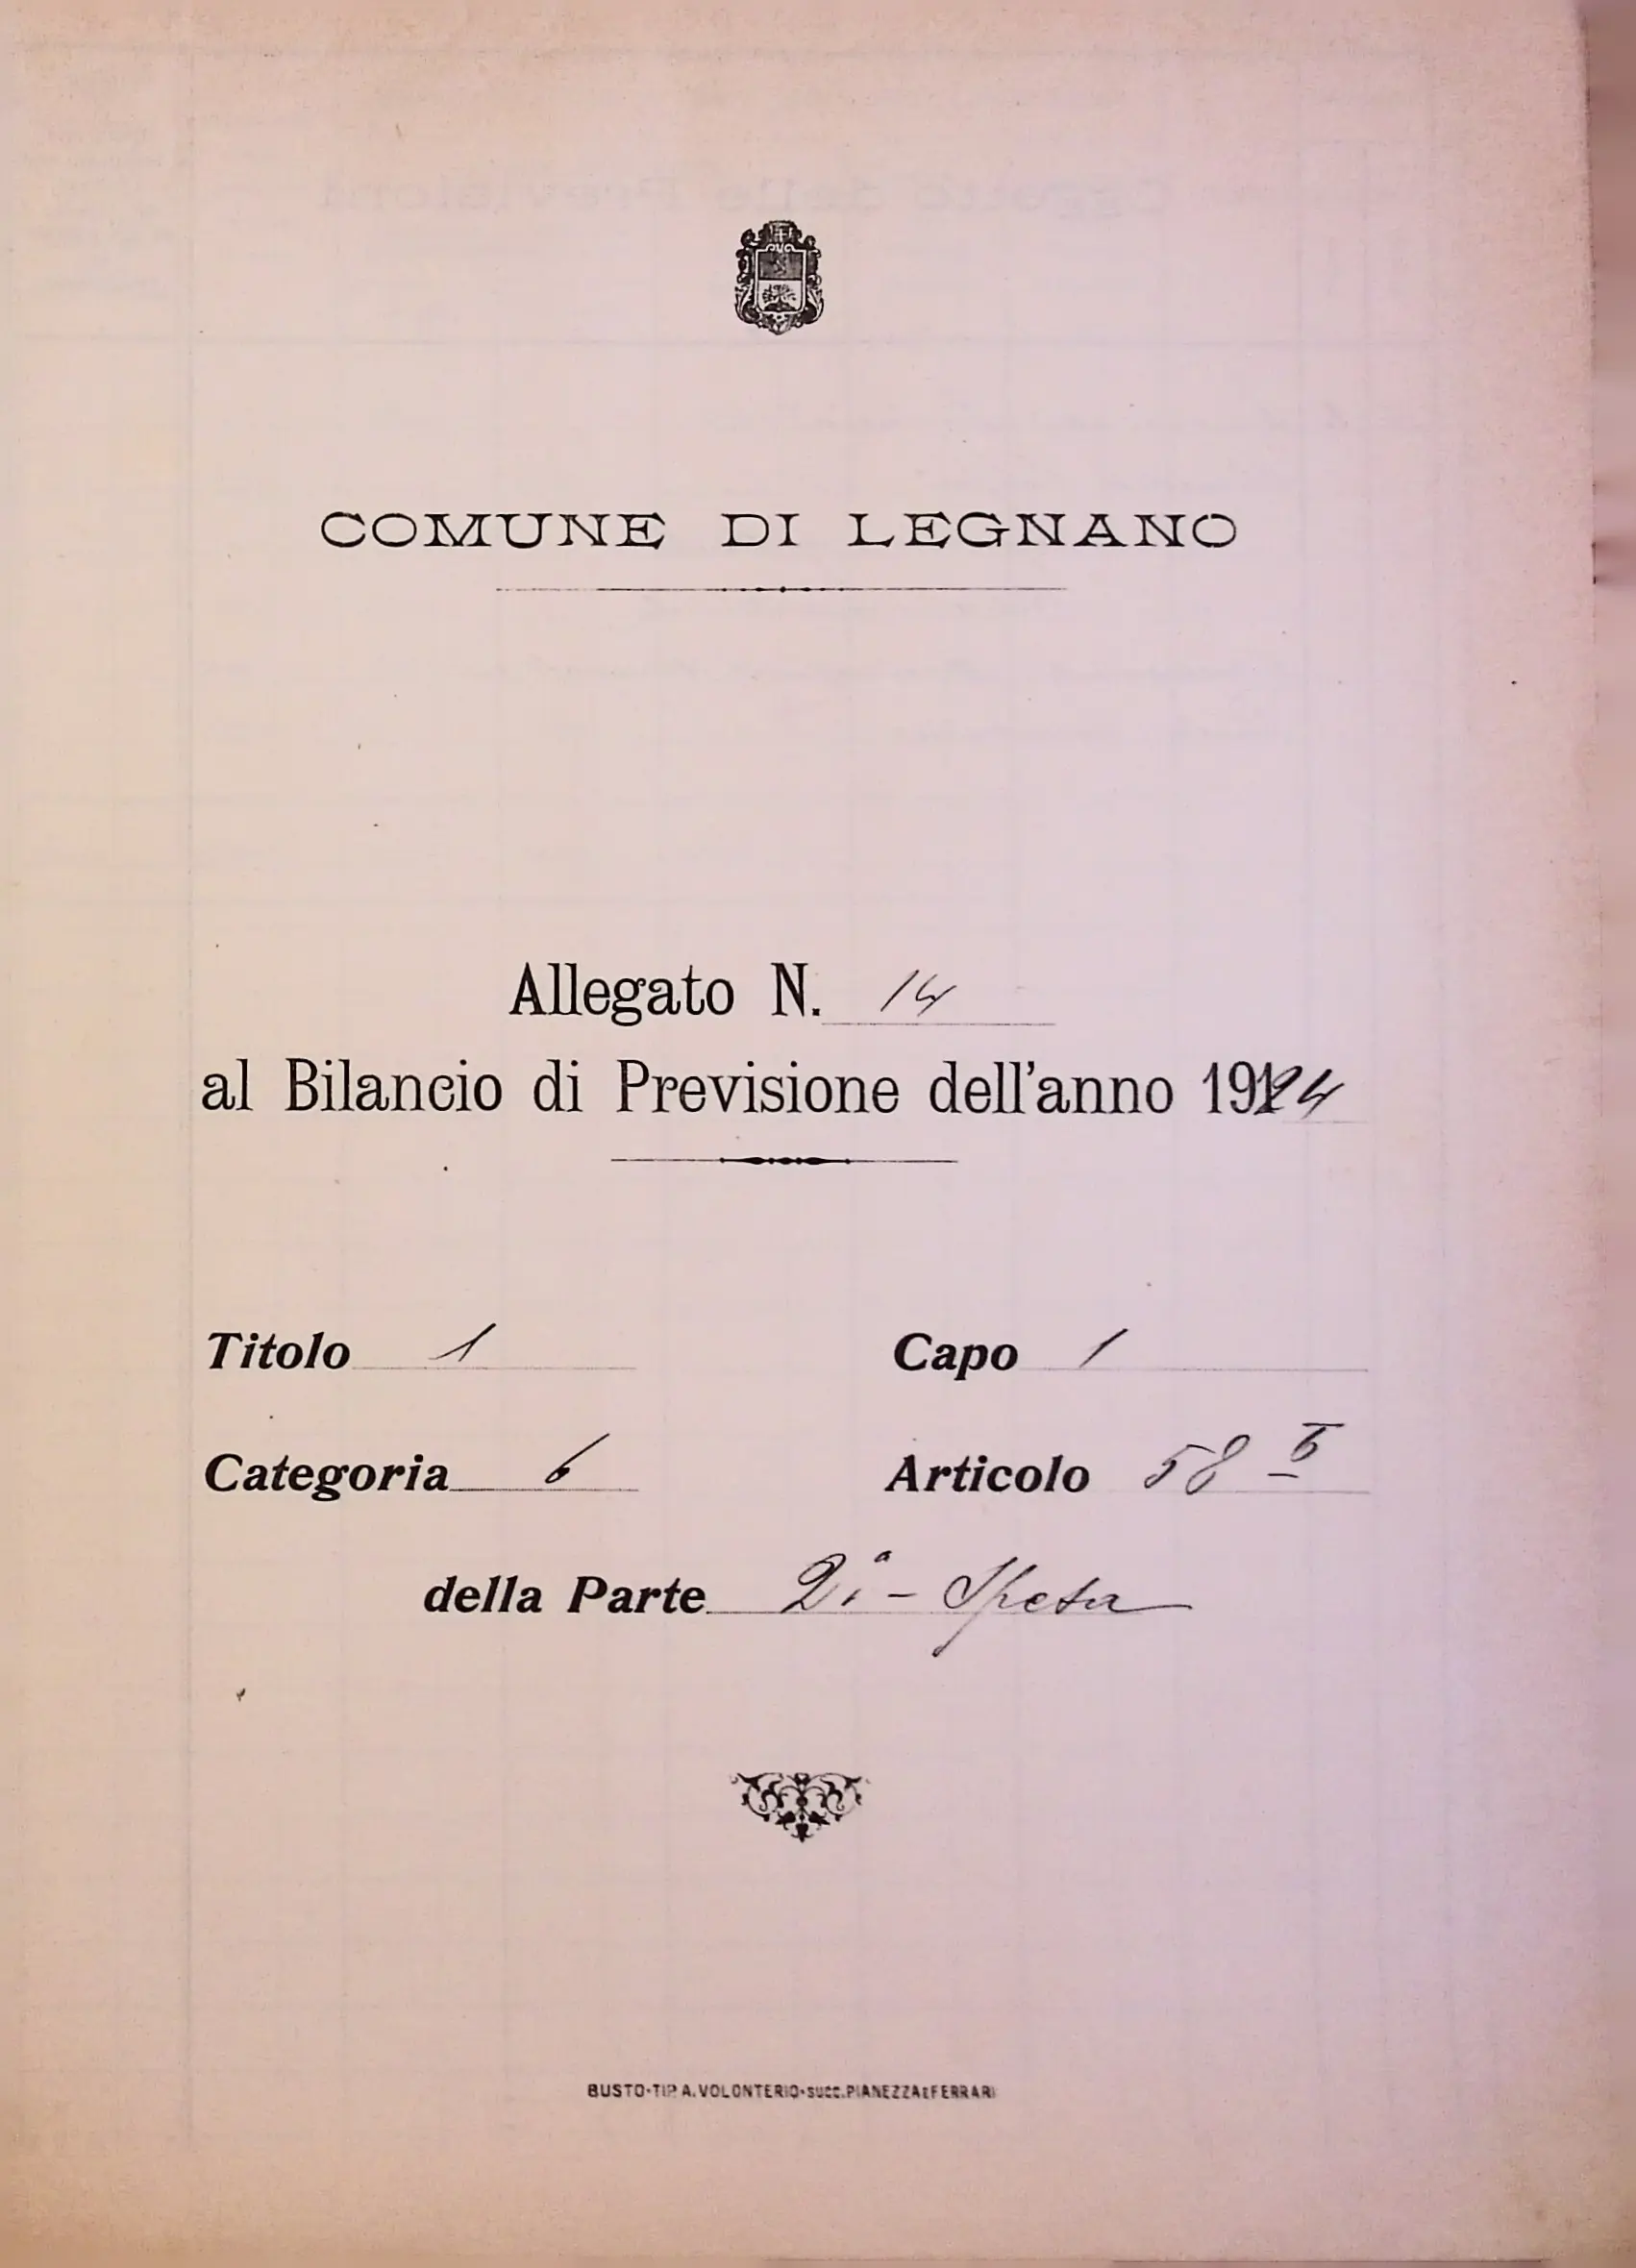 COMUNE DI LEGNANO
Allegato N. 14
al Bilancio di Previsione dell'anno 1924
Titolo 1
Capo 1
Categoria 6
Articolo 58 b
della Parte 2ª - Spesa
BUSTO-TIP. A. VOLONTERIO-SUCC. PIANEZZA E FERRARI